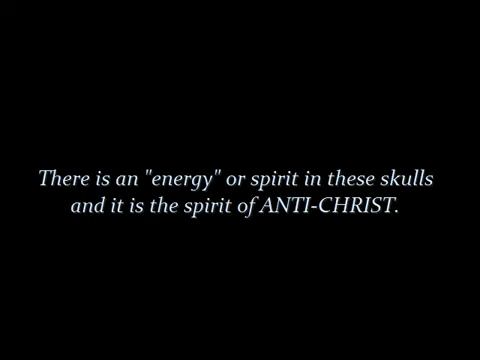 There is an "energy" or spirit in these skulls
and it is the spirit of ANTI-CHRIST.